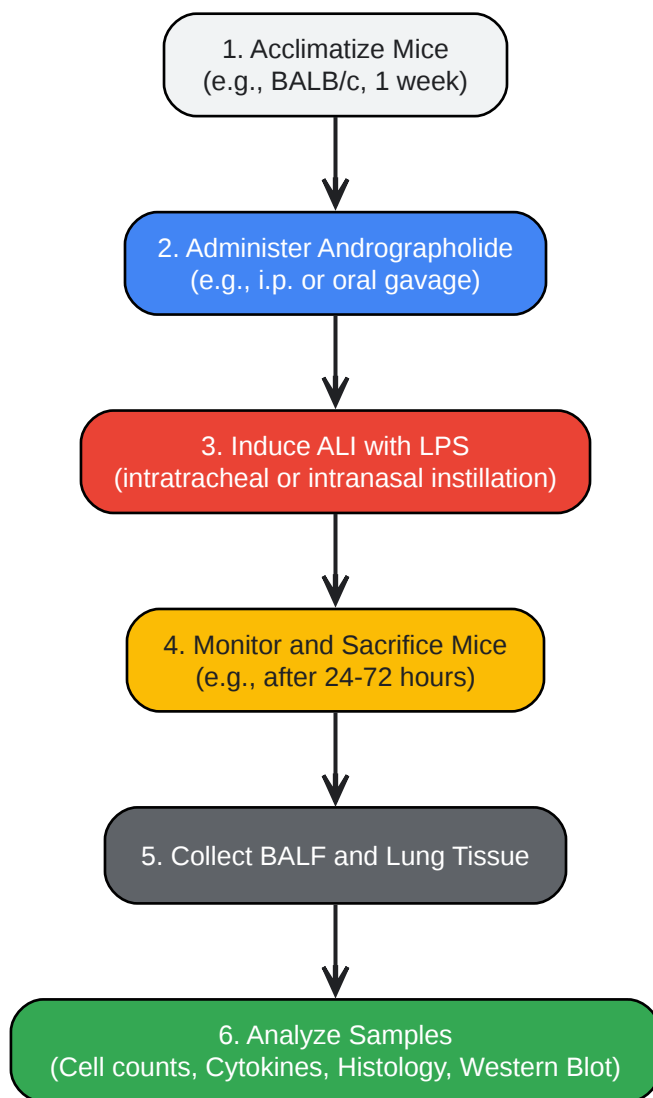 1. Acclimatize Mice
(e.g., BALB/c, 1 week)
2. Administer Andrographolide
(e.g., i.p. or oral gavage)
3. Induce ALI with LPS
(intratracheal or intranasal instillation)
4. Monitor and Sacrifice Mice
(e.g., after 24-72 hours)
5. Collect BALF and Lung Tissue
6. Analyze Samples
(Cell counts, Cytokines, Histology, Western Blot)